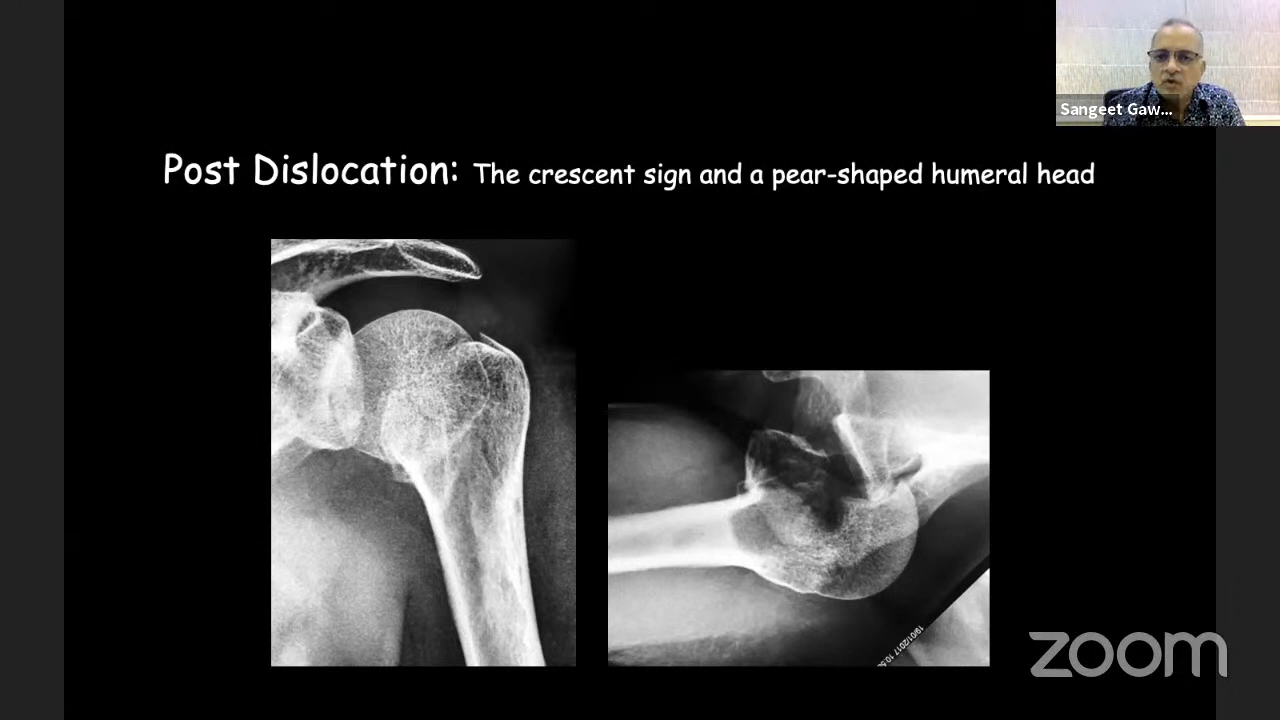 Sangeet Gaw...
Post Dislocation: The crescent sign and a pear-shaped humeral head
zoom